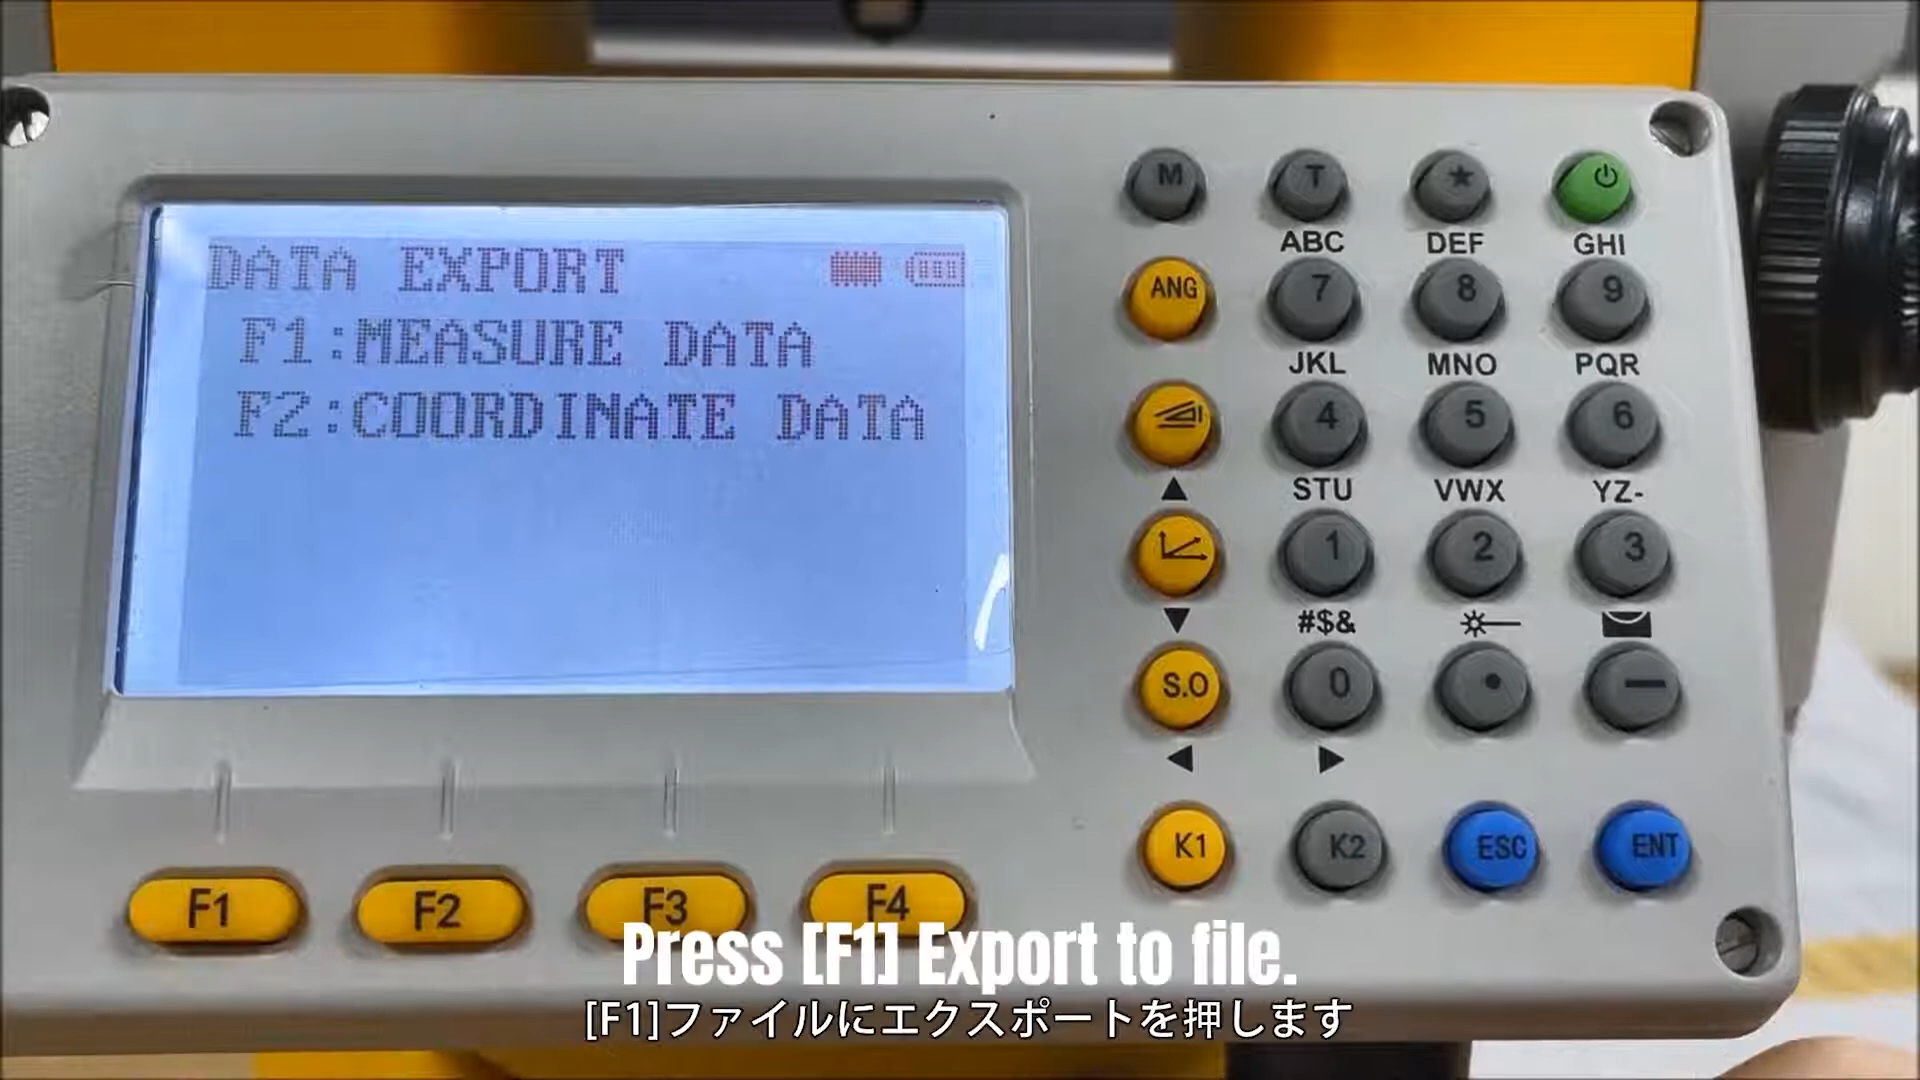 DATA EXPORT
F1:MEASURE DATA
F2:COORDINATE DATA
M T ★
ABC DEF GHI
ANG 7 8 9
JKL MNO PQR
4 5 6
▲ STU VWX YZ-
1 2 3
▼ #$&
S.O 0 • —
◀ ▶
K1 K2 ESC ENT
F1 F2 F3 F4
Press [F1] Export to file.
[F1]ファイルにエクスポートを押します